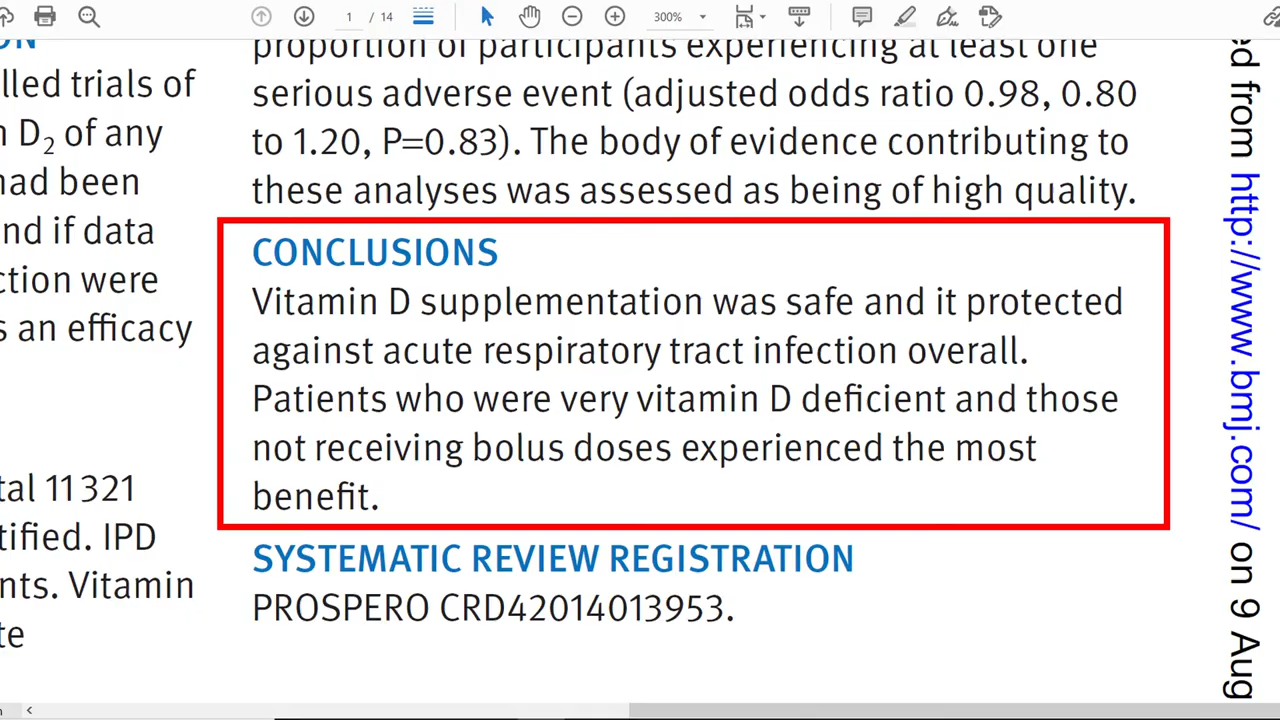 1 / 14
300%
ON
lled trials of
n D₂ of any
had been
nd if data
ction were
s an efficacy
tal 11 321
tified. IPD
nts. Vitamin
te
proportion of participants experiencing at least one
serious adverse event (adjusted odds ratio 0.98, 0.80
to 1.20, P=0.83). The body of evidence contributing to
these analyses was assessed as being of high quality.
CONCLUSIONS
Vitamin D supplementation was safe and it protected
against acute respiratory tract infection overall.
Patients who were very vitamin D deficient and those
not receiving bolus doses experienced the most
benefit.
SYSTEMATIC REVIEW REGISTRATION
PROSPERO CRD42014013953.
ed from http://www.bmj.com/ on 9 Aug